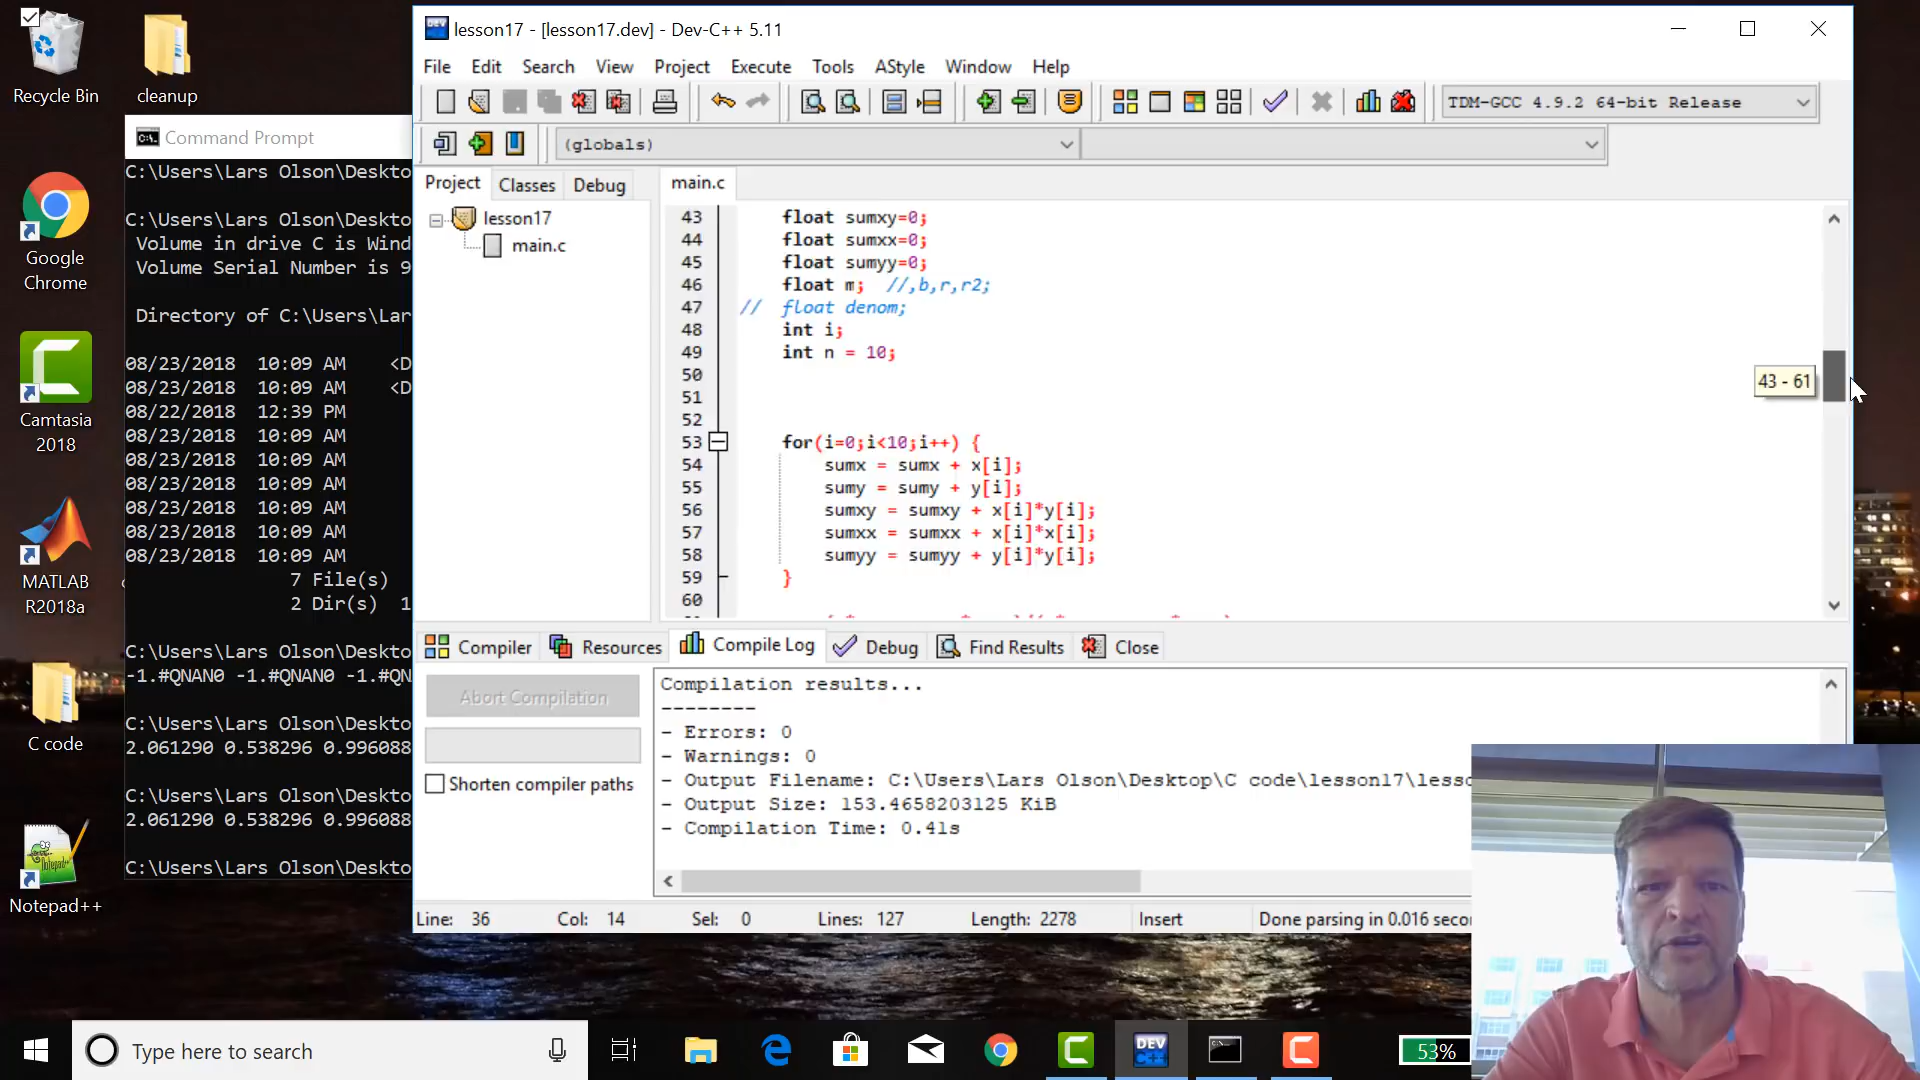 Recycle Bin
cleanup
Google
Chrome
Camtasia
2018
MATLAB
R2018a
C code
Notepad++
Command Prompt
C:\Users\Lars Olson\Deskto
C:\Users\Lars Olson\Deskto
Volume in drive C is Wind
Volume Serial Number is 9
Directory of C:\Users\Lar
08/23/2018 10:09 AM <D
08/23/2018 10:09 AM <D
08/22/2018 12:39 PM
08/23/2018 10:09 AM
08/23/2018 10:09 AM
08/23/2018 10:09 AM
08/23/2018 10:09 AM
08/23/2018 10:09 AM
08/23/2018 10:09 AM
7 File(s)
2 Dir(s) 1
C:\Users\Lars Olson\Deskto
-1.#QNAN0 -1.#QNAN0 -1.#QN
C:\Users\Lars Olson\Deskto
2.061290 0.538296 0.996088
C:\Users\Lars Olson\Deskto
2.061290 0.538296 0.996088
C:\Users\Lars Olson\Deskto
lesson17 - [lesson17.dev] - Dev-C++ 5.11
File Edit Search View Project Execute Tools AStyle Window Help
TDM-GCC 4.9.2 64-bit Release
(globals)
Project Classes Debug
lesson17
main.c
main.c
43 float sumxy=0;
44 float sumxx=0;
45 float sumyy=0;
46 float m; //,b,r,r2;
47 // float denom;
48 int i;
49 int n = 10;
50
51
52
53 for(i=0;i<10;i++) {
54 sumx = sumx + x[i];
55 sumy = sumy + y[i];
56 sumxy = sumxy + x[i]*y[i];
57 sumxx = sumxx + x[i]*x[i];
58 sumyy = sumyy + y[i]*y[i];
59 }
60
43 - 61
Compiler Resources Compile Log Debug Find Results Close
Abort Compilation
Shorten compiler paths
Compilation results...
--------
- Errors: 0
- Warnings: 0
- Output Filename: C:\Users\Lars Olson\Desktop\C code\lesson17\lesso
- Output Size: 153.4658203125 KiB
- Compilation Time: 0.41s
Line: 36 Col: 14 Sel: 0 Lines: 127 Length: 2278 Insert Done parsing in 0.016 seco
Type here to search
DEV
C++
53%